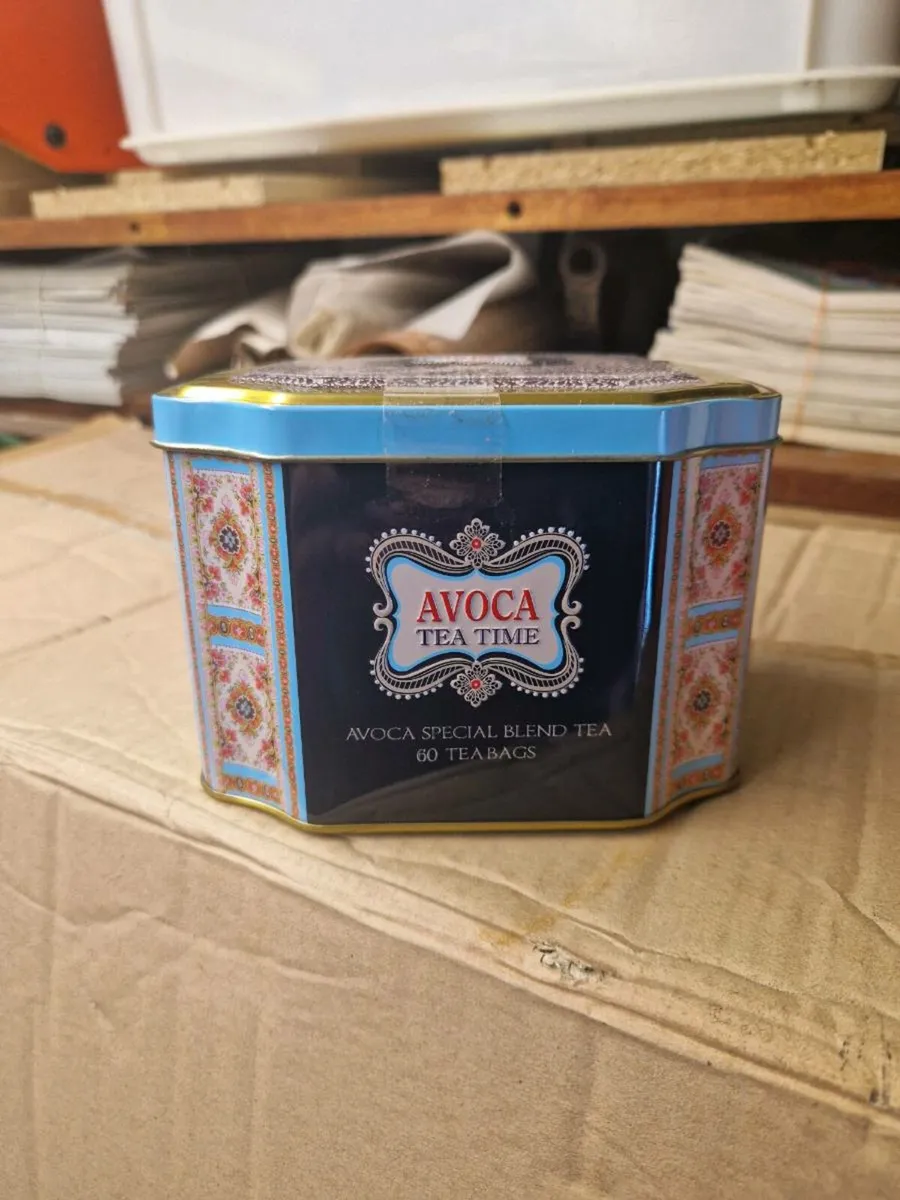 AVOCA
TEA TIME
AVOCA SPECIAL BLEND TEA
60 TEABAGS